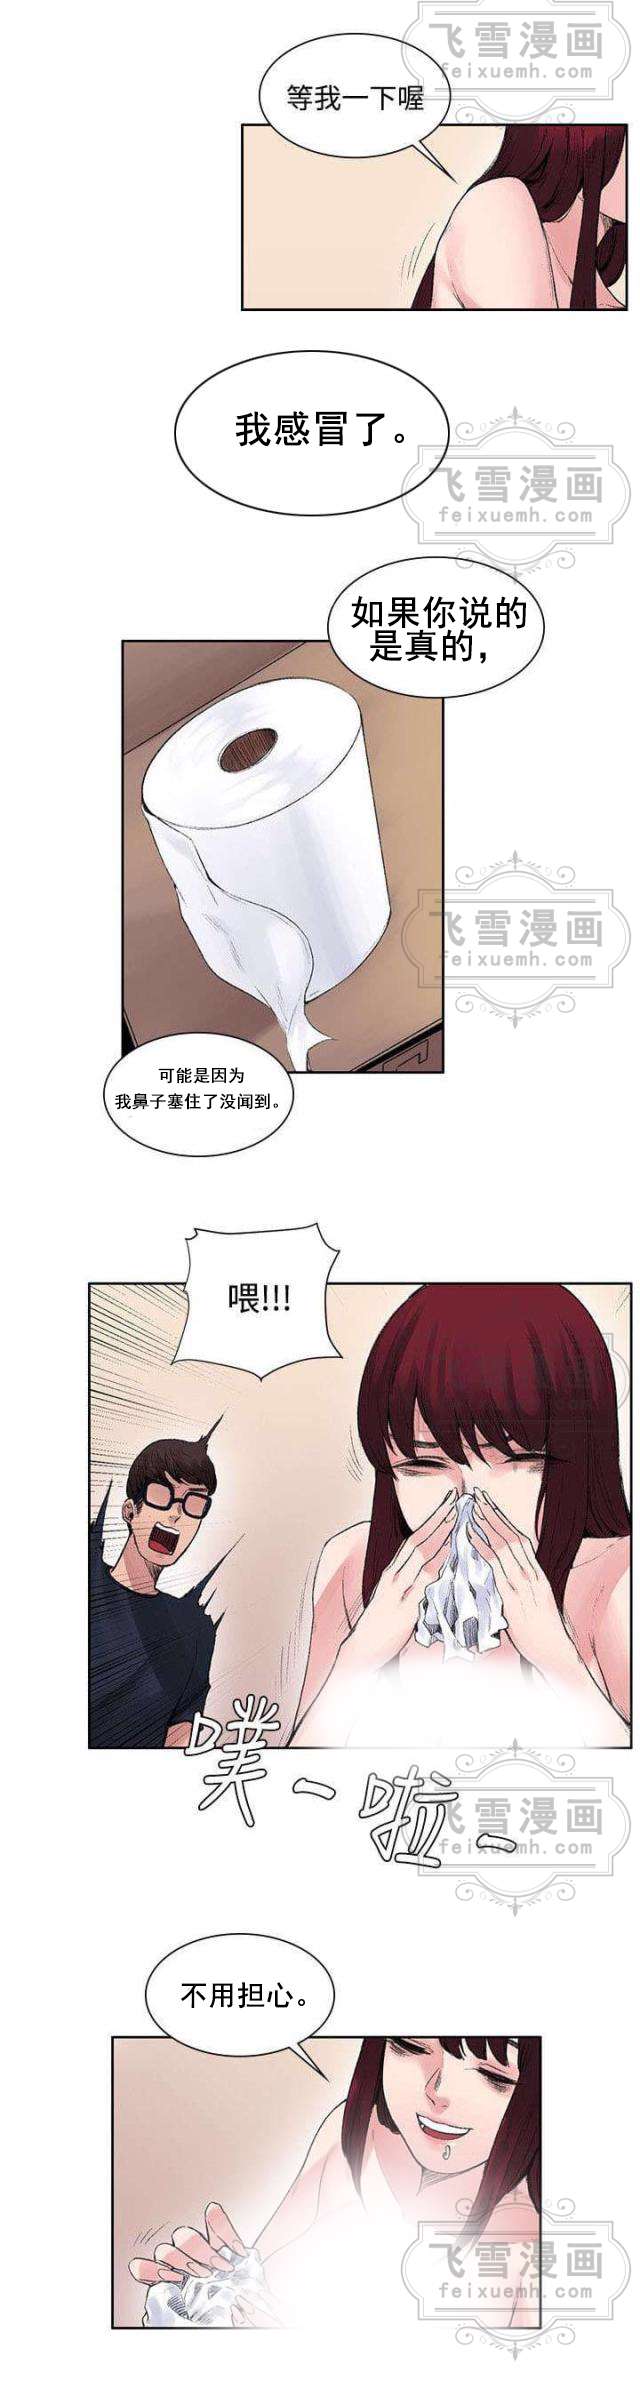 飞雪漫画
feixuemh.com
等我一下喔
我感冒了。
飞雪漫画
feixuemh.com
如果你说的
是真的，
飞雪漫画
feixuemh.com
可能是因为
我鼻子塞住了没闻到。
喂!!!
噗-啦-
飞雪漫画
feixuemh.com
不用担心。
飞雪漫画
feixuemh.com